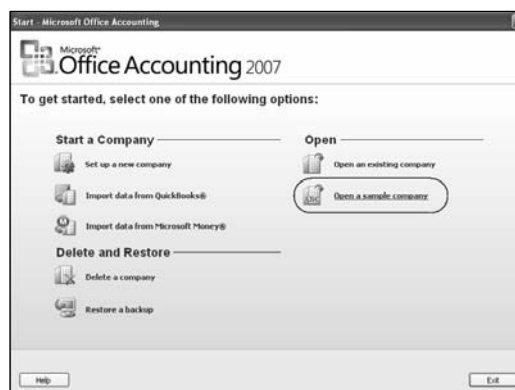 Start - Microsoft Office Accounting
Microsoft®
Office Accounting 2007
To get started, select one of the following options:
Start a Company
Set up a new company
Import data from QuickBooks®
Import data from Microsoft Money®
Delete and Restore
Delete a company
Restore a backup
Open
Open an existing company
Open a sample company
Help
Exit